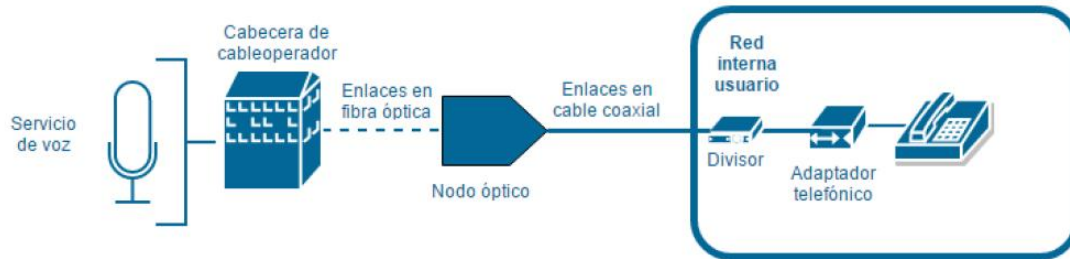 Servicio
de voz
Cabecera de
cableoperador
Enlaces en
fibra óptica
Nodo óptico
Enlaces en
cable coaxial
Red
interna
usuario
Divisor
Adaptador
telefónico